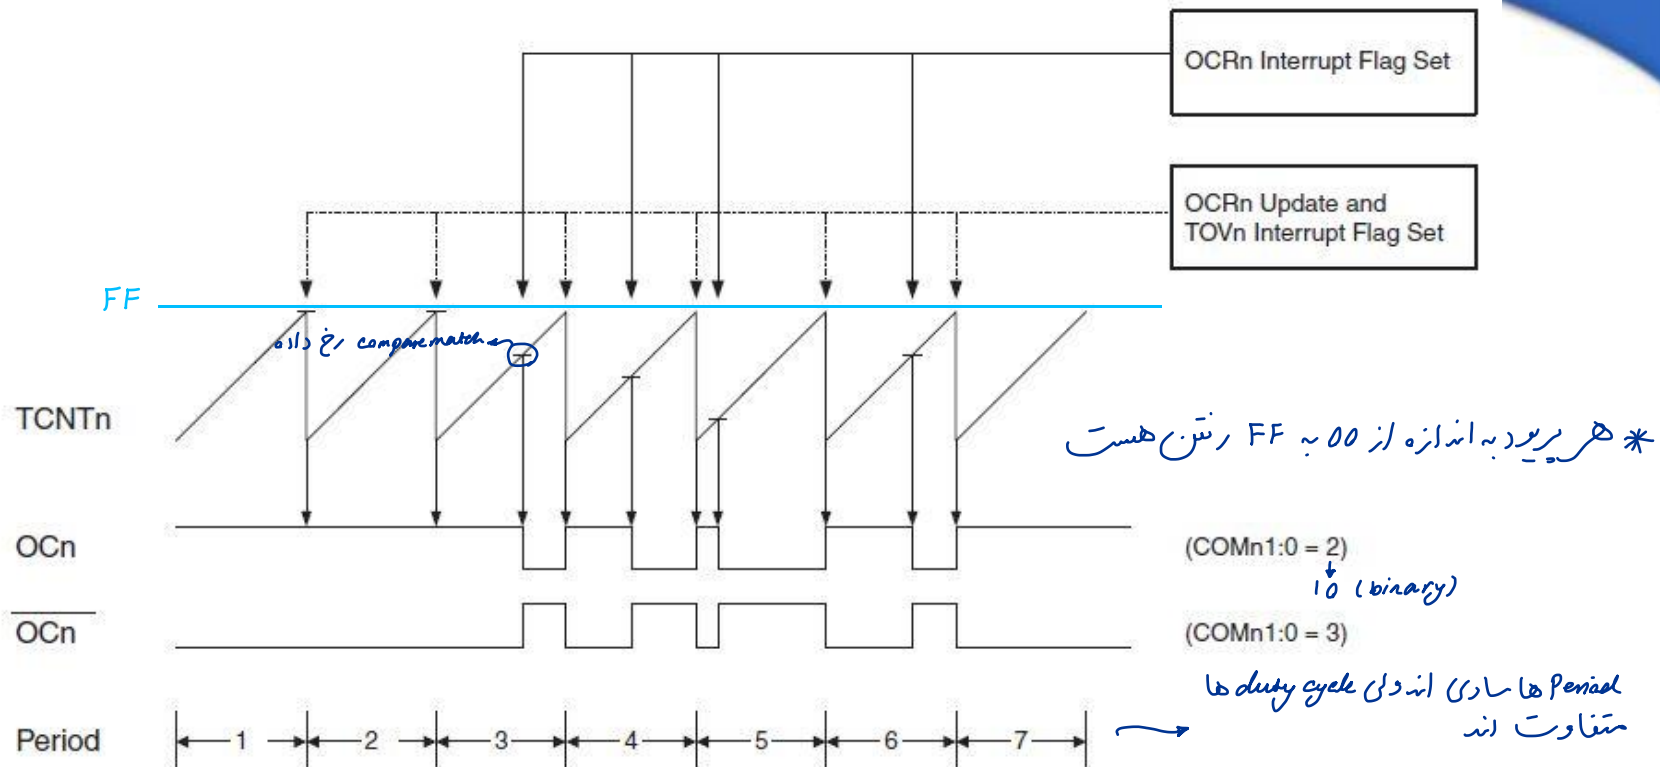 OCRn Interrupt Flag Set
OCRn Update and
TOVn Interrupt Flag Set
FF
compare match رخ داده
TCNTn
* هر پریود به اندازه از 00 به FF رفتن هست
OCn
(COMn1:0 = 2)
10 (binary)
OCn
(COMn1:0 = 3)
Period ها مساوی اند ولی duty cycle ها
متفاوت اند
Period
1
2
3
4
5
6
7